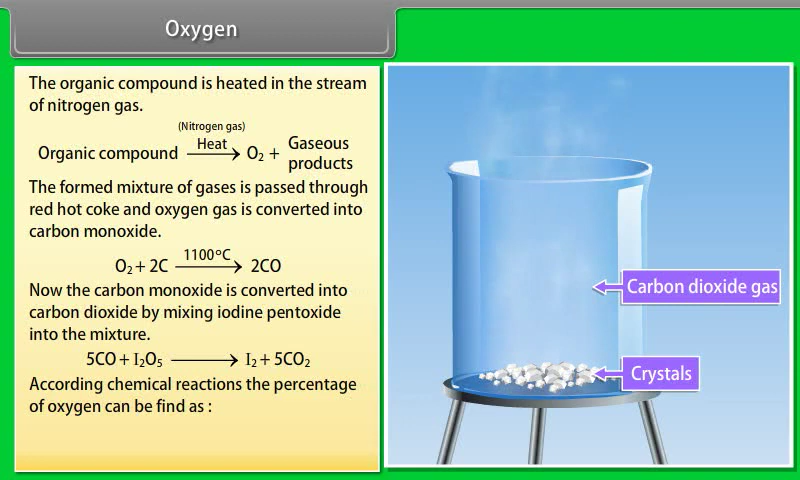 Oxygen
The organic compound is heated in the stream
of nitrogen gas.
(Nitrogen gas)
Organic compound Heat → O₂ + Gaseous
products
The formed mixture of gases is passed through
red hot coke and oxygen gas is converted into
carbon monoxide.
O₂ + 2C 1100ºC → 2CO
Now the carbon monoxide is converted into
carbon dioxide by mixing iodine pentoxide
into the mixture.
5CO + I₂O₅ → I₂ + 5CO₂
According chemical reactions the percentage
of oxygen can be find as :
Carbon dioxide gas
Crystals